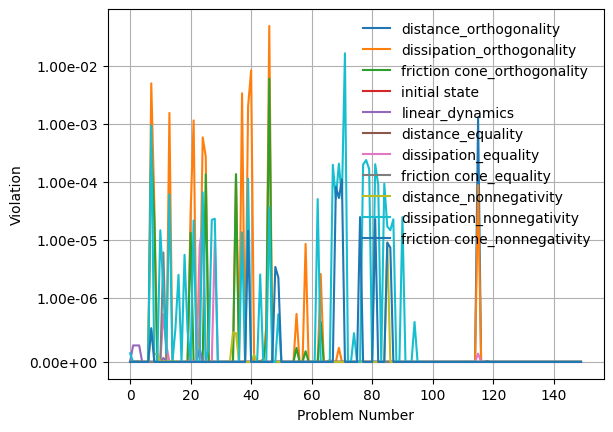 distance_orthogonality
dissipation_orthogonality
friction cone_orthogonality
initial state
linear_dynamics
distance_equality
dissipation_equality
friction cone_equality
distance_nonnegativity
dissipation_nonnegativity
friction cone_nonnegativity
1.00e-02
1.00e-03
1.00e-04
1.00e-05
1.00e-06
0.00e+00
Violation
0 20 40 60 80 100 120 140
Problem Number